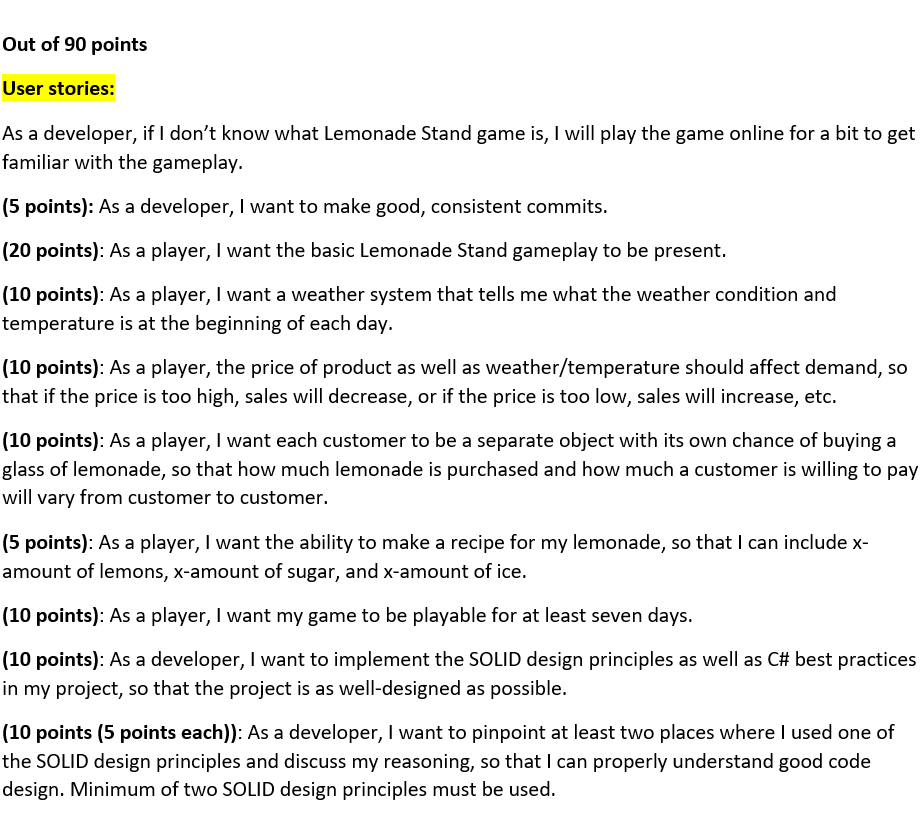 Out of 90 points
User stories:
As a developer, if I don’t know what Lemonade Stand game is, I will play the game online for a bit to get
familiar with the gameplay.
(5 points): As a developer, I want to make good, consistent commits.
(20 points): As a player, I want the basic Lemonade Stand gameplay to be present.
(10 points): As a player, I want a weather system that tells me what the weather condition and
temperature is at the beginning of each day.
(10 points): As a player, the price of product as well as weather/temperature should affect demand, so
that if the price is too high, sales will decrease, or if the price is too low, sales will increase, etc.
(10 points): As a player, I want each customer to be a separate object with its own chance of buying a
glass of lemonade, so that how much lemonade is purchased and how much a customer is willing to pay
will vary from customer to customer.
(5 points): As a player, I want the ability to make a recipe for my lemonade, so that I can include x-
amount of lemons, x-amount of sugar, and x-amount of ice.
(10 points): As a player, I want my game to be playable for at least seven days.
(10 points): As a developer, I want to implement the SOLID design principles as well as C# best practices
in my project, so that the project is as well-designed as possible.
(10 points (5 points each)): As a developer, I want to pinpoint at least two places where I used one of
the SOLID design principles and discuss my reasoning, so that I can properly understand good code
design. Minimum of two SOLID design principles must be used.